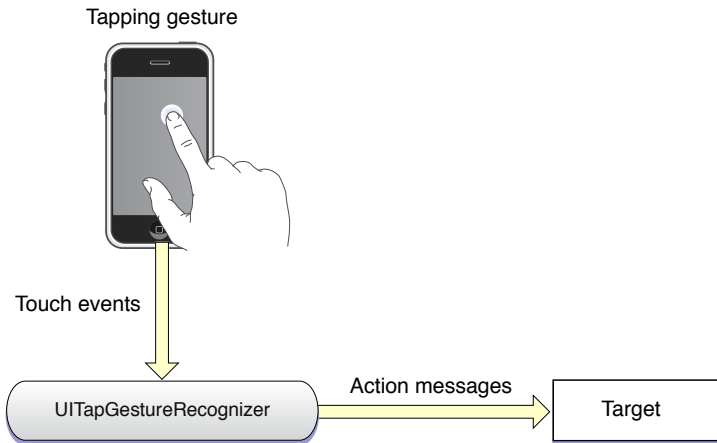 Tapping gesture
Touch events
UITapGestureRecognizer
Action messages
Target